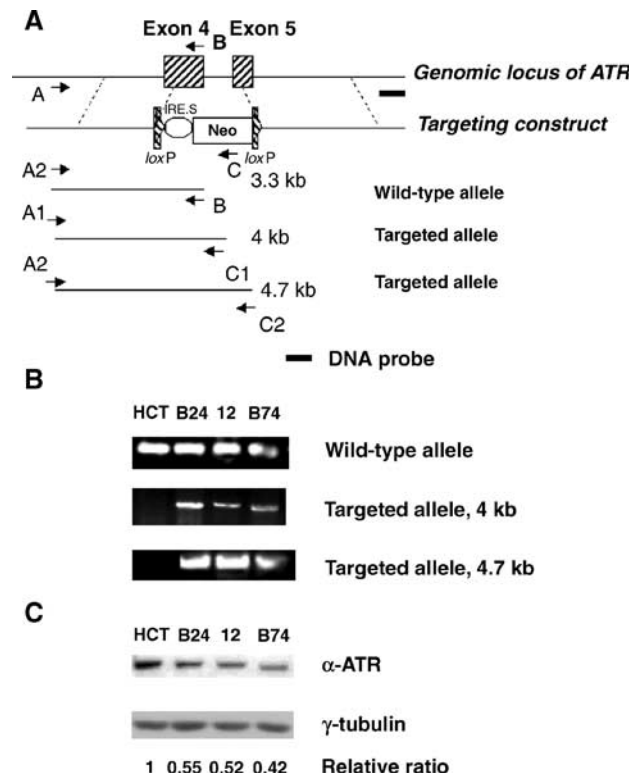 A
Exon 4 Exon 5
B
A
Genomic locus of ATR
IRE.S
Neo
Targeting construct
loxP loxP
C
A2
3.3 kb
Wild-type allele
B
A1
4 kb
Targeted allele
C1
A2
4.7 kb
Targeted allele
C2
DNA probe
B
HCT B24 12 B74
Wild-type allele
Targeted allele, 4 kb
Targeted allele, 4.7 kb
C
HCT B24 12 B74
α-ATR
γ-tubulin
1 0.55 0.52 0.42 Relative ratio